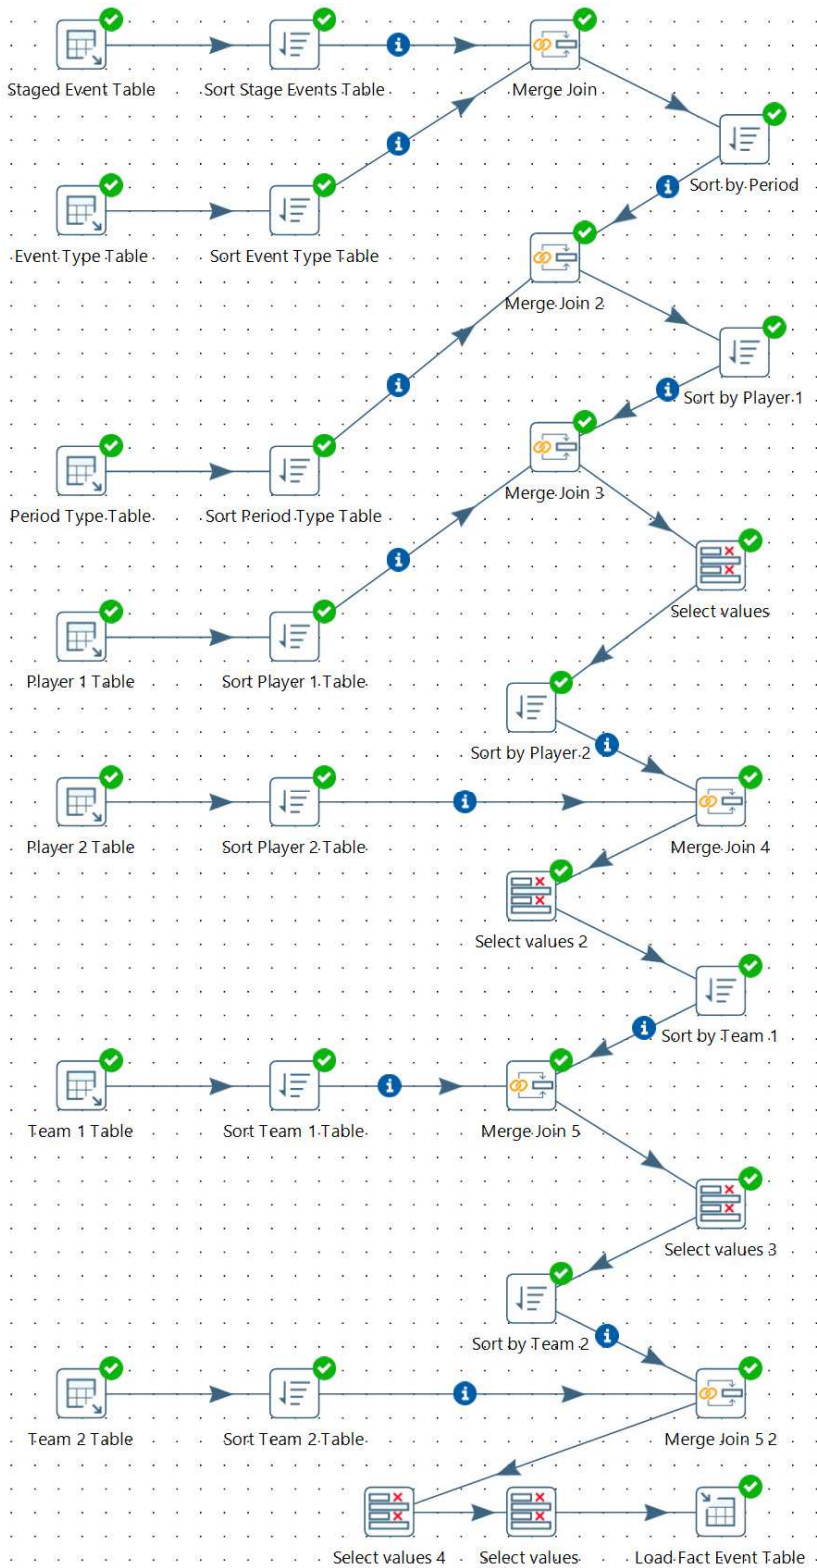 Staged Event Table
Sort Stage Events Table
Merge Join
Sort by Period
Event Type Table
Sort Event Type Table
Merge Join 2
Sort by Player 1
Period Type Table
Sort Period Type Table
Merge Join 3
Select values
Player 1 Table
Sort Player 1 Table
Sort by Player 2
Player 2 Table
Sort Player 2 Table
Merge Join 4
Select values 2
Sort by Team 1
Team 1 Table
Sort Team 1 Table
Merge Join 5
Select values 3
Sort by Team 2
Team 2 Table
Sort Team 2 Table
Merge Join 5 2
Select values 4
Select values
Load Fact Event Table